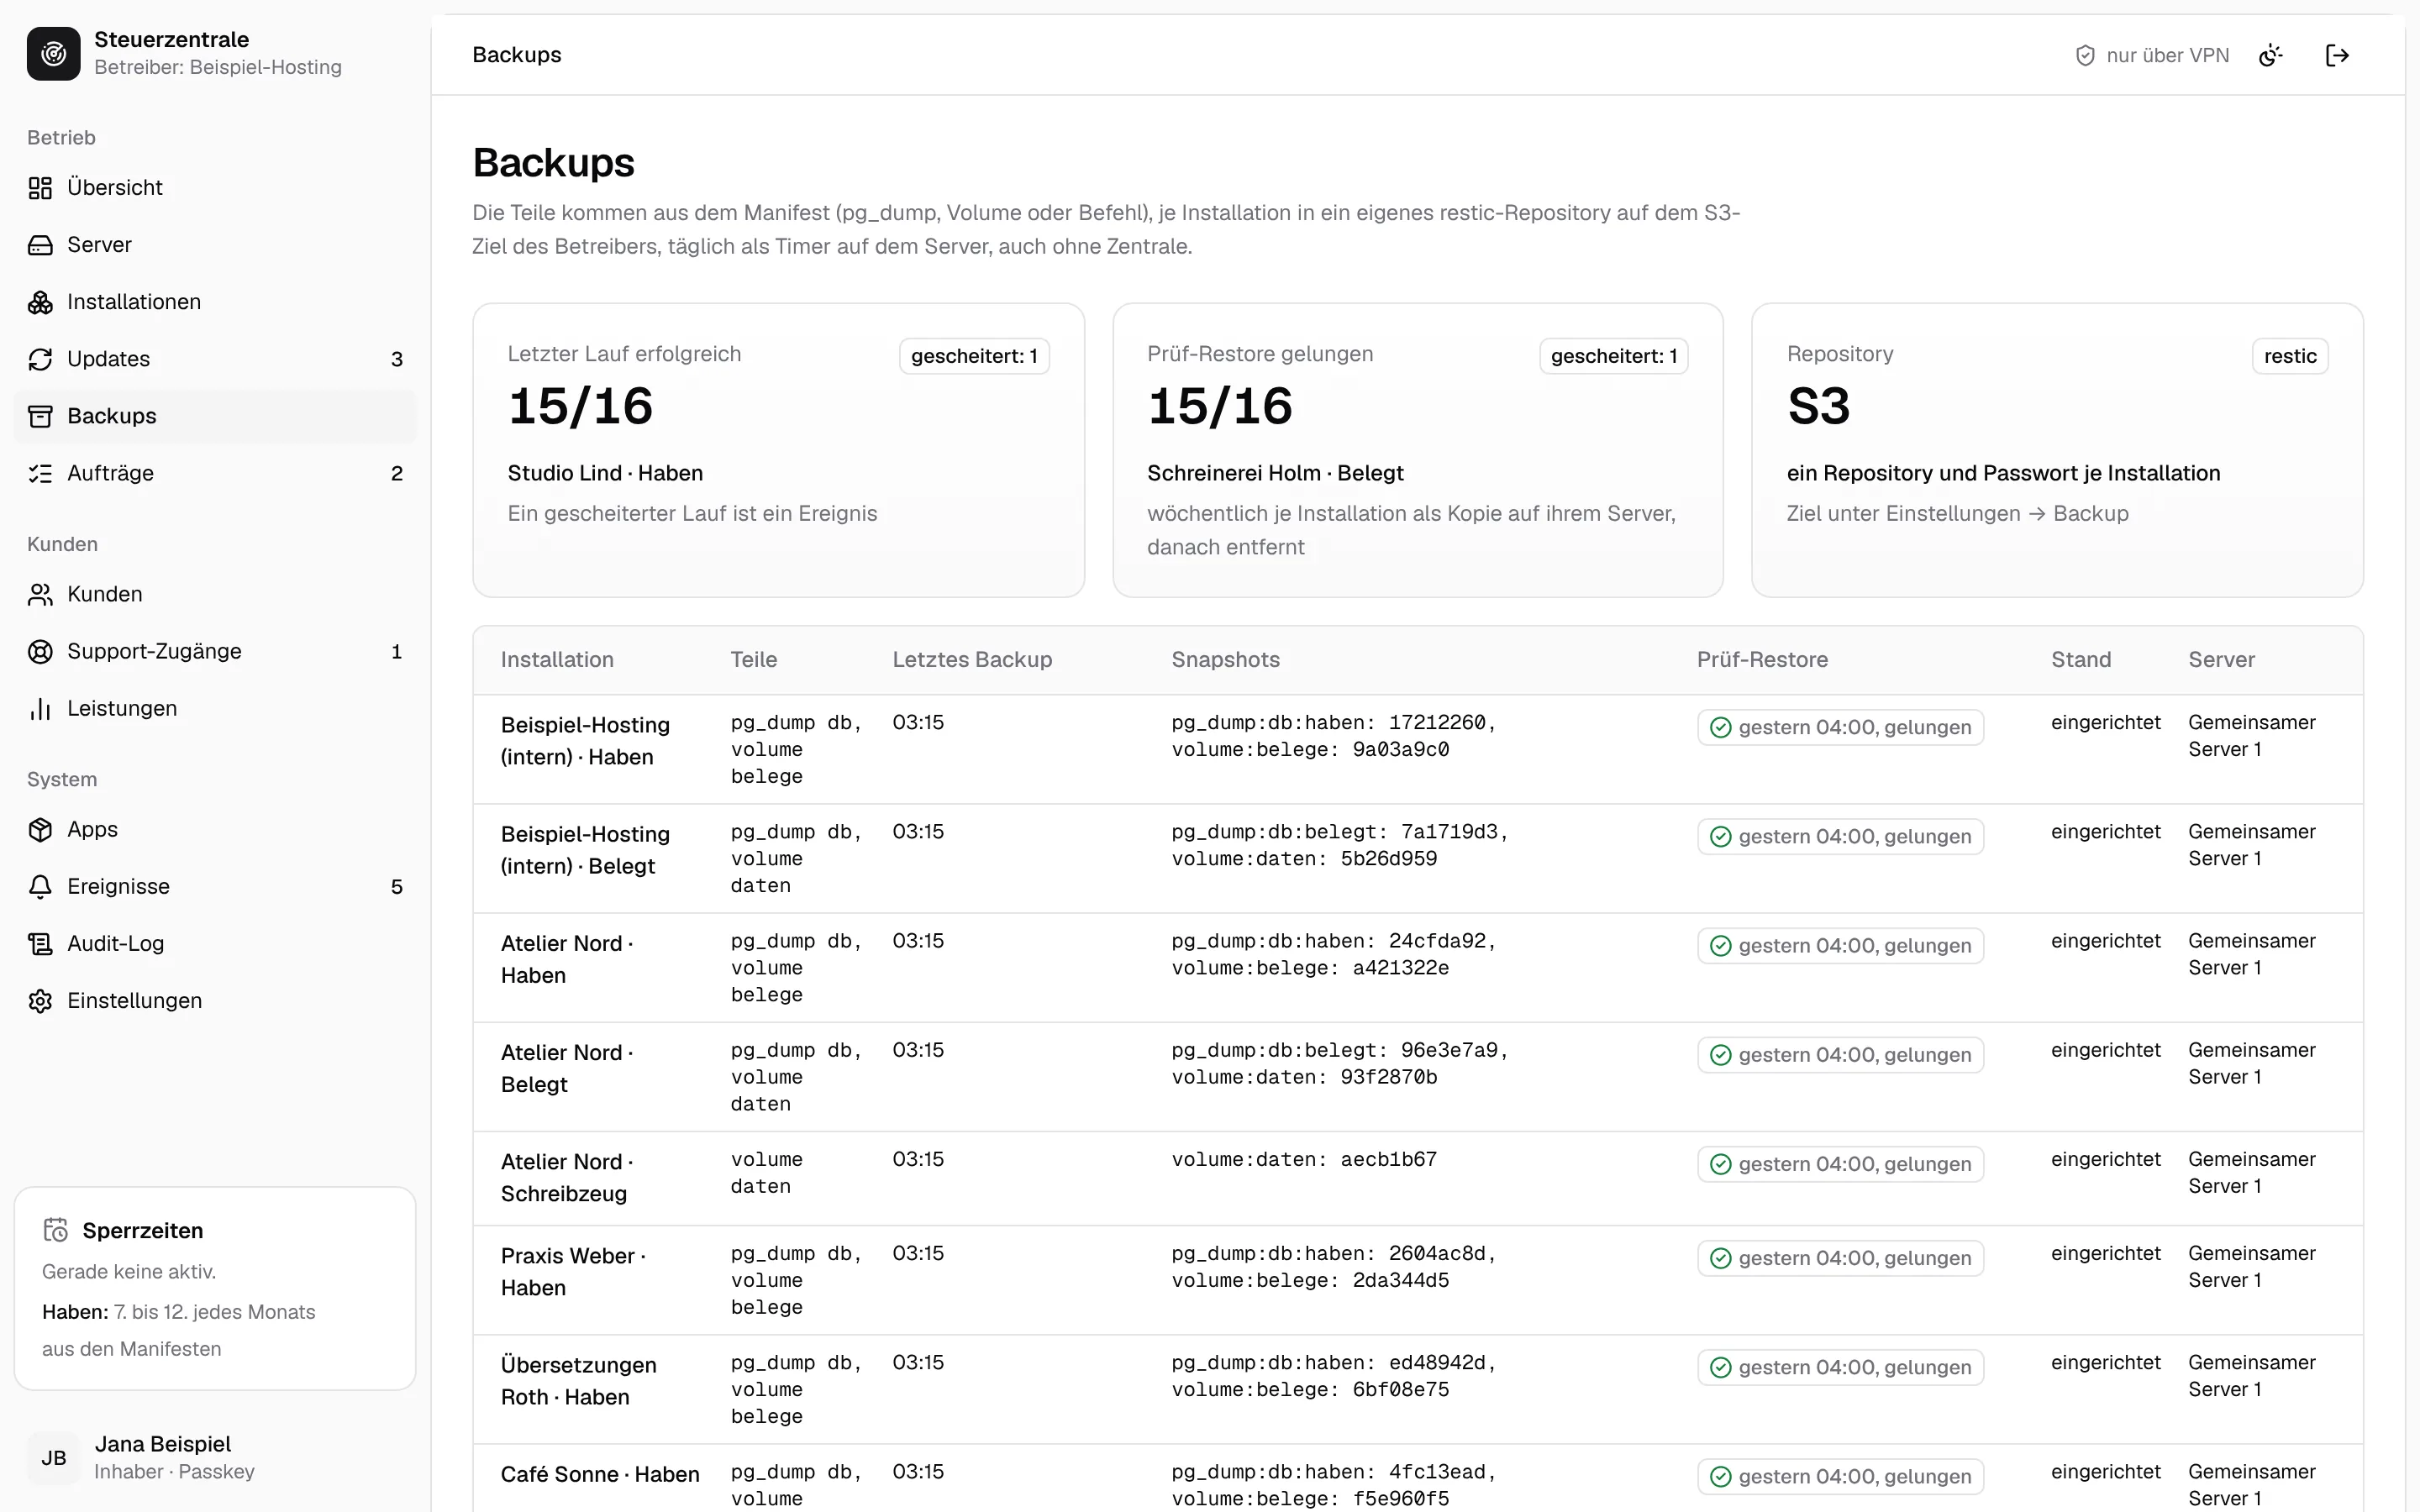 Steuerzentrale
Betreiber: Beispiel-Hosting
Betrieb
Übersicht
Server
Installationen
Updates 3
Backups
Aufträge 2
Kunden
Kunden
Support-Zugänge 1
Leistungen
System
Apps
Ereignisse 5
Audit-Log
Einstellungen
Sperrzeiten
Gerade keine aktiv.
Haben: 7. bis 12. jedes Monats
aus den Manifesten
JB
Jana Beispiel
Inhaber · Passkey
Backups
nur über VPN
Backups
Die Teile kommen aus dem Manifest (pg_dump, Volume oder Befehl), je Installation in ein eigenes restic-Repository auf dem S3-
Ziel des Betreibers, täglich als Timer auf dem Server, auch ohne Zentrale.
Letzter Lauf erfolgreich
gescheitert: 1
15/16
Studio Lind · Haben
Ein gescheiterter Lauf ist ein Ereignis
Prüf-Restore gelungen
gescheitert: 1
15/16
Schreinerei Holm · Belegt
wöchentlich je Installation als Kopie auf ihrem Server,
danach entfernt
Repository
restic
S3
ein Repository und Passwort je Installation
Ziel unter Einstellungen → Backup
Installation Teile Letztes Backup Snapshots Prüf-Restore Stand Server
Beispiel-Hosting pg_dump db, 03:15 pg_dump:db:haben: 17212260, gestern 04:00, gelungen eingerichtet Gemeinsamer
(intern) · Haben volume volume:belege: 9a03a9c0 Server 1
belege
Beispiel-Hosting pg_dump db, 03:15 pg_dump:db:belegt: 7a1719d3, gestern 04:00, gelungen eingerichtet Gemeinsamer
(intern) · Belegt volume volume:daten: 5b26d959 Server 1
daten
Atelier Nord · pg_dump db, 03:15 pg_dump:db:haben: 24cfda92, gestern 04:00, gelungen eingerichtet Gemeinsamer
Haben volume volume:belege: a421322e Server 1
belege
Atelier Nord · pg_dump db, 03:15 pg_dump:db:belegt: 96e3e7a9, gestern 04:00, gelungen eingerichtet Gemeinsamer
Belegt volume volume:daten: 93f2870b Server 1
daten
Atelier Nord · volume 03:15 volume:daten: aecb1b67 gestern 04:00, gelungen eingerichtet Gemeinsamer
Schreibzeug daten Server 1
Praxis Weber · pg_dump db, 03:15 pg_dump:db:haben: 2604ac8d, gestern 04:00, gelungen eingerichtet Gemeinsamer
Haben volume volume:belege: 2da344d5 Server 1
belege
Übersetzungen pg_dump db, 03:15 pg_dump:db:haben: ed48942d, gestern 04:00, gelungen eingerichtet Gemeinsamer
Roth · Haben volume volume:belege: 6bf08e75 Server 1
belege
Café Sonne · Haben pg_dump db, 03:15 pg_dump:db:haben: 4fc13ead, gestern 04:00, gelungen eingerichtet Gemeinsamer
volume volume:belege: f5e960f5 Server 1